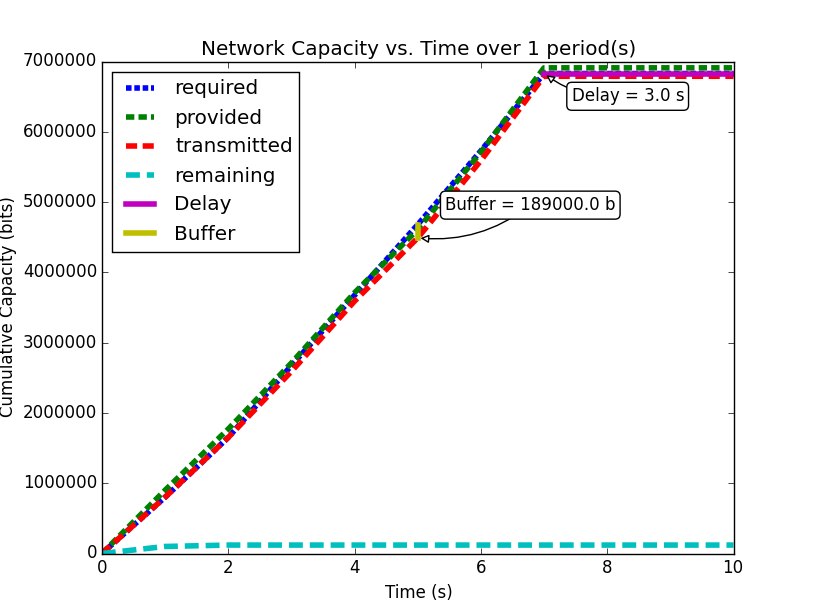 Network Capacity vs. Time over 1 period(s)
7000000
6000000
5000000
4000000
3000000
2000000
1000000
0
Cumulative Capacity (bits)
required
provided
transmitted
remaining
Delay
Buffer
Delay = 3.0 s
Buffer = 189000.0 b
0 2 4 6 8 10
Time (s)